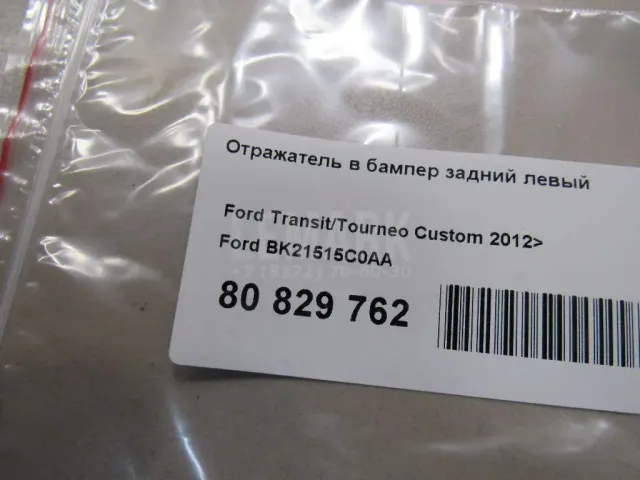 Отражатель в бампер задний левый
Ford Transit/Tourneo Custom 2012>
Ford BK21515C0AA
80 829 762